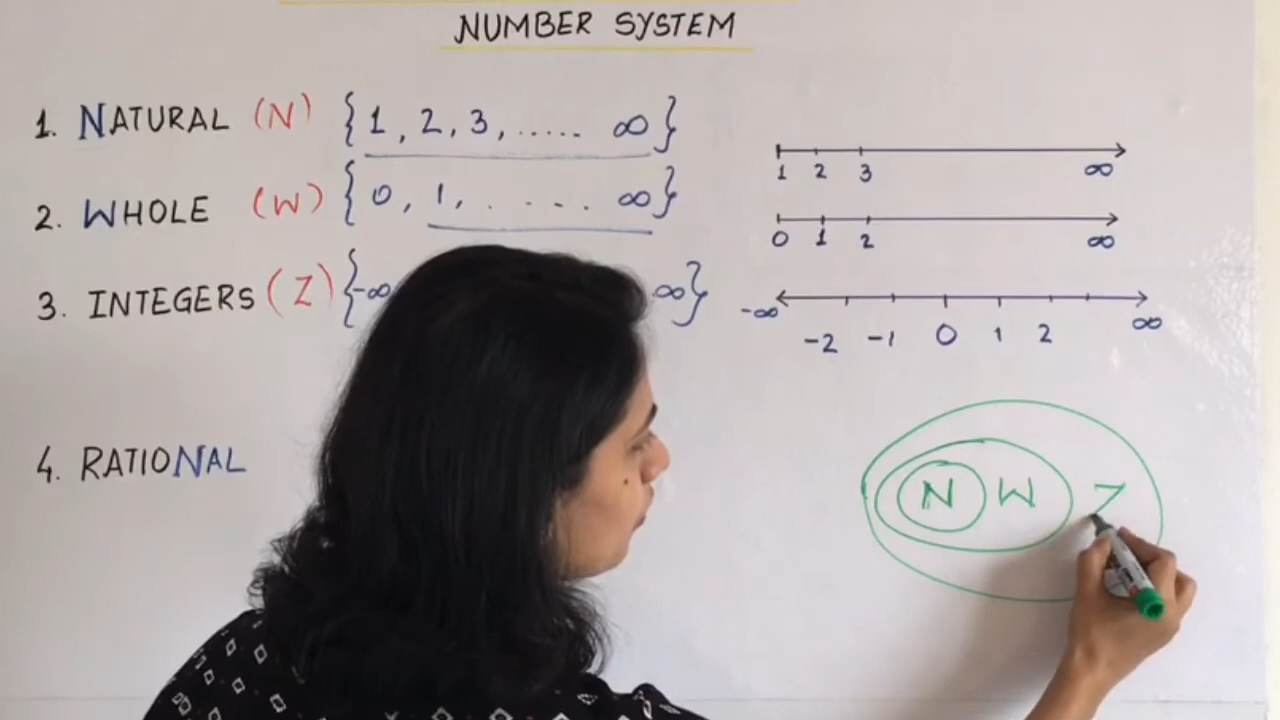 NUMBER SYSTEM
1. NATURAL (N) {1, 2, 3, ..... ∞}
2. WHOLE (W) {0, 1, . . . . ∞}
3. INTEGERS (Z) {-∞ .∞}
4. RATIONAL
1 2 3 ∞
0 1 2 ∞
-∞ -2 -1 0 1 2 ∞
N W